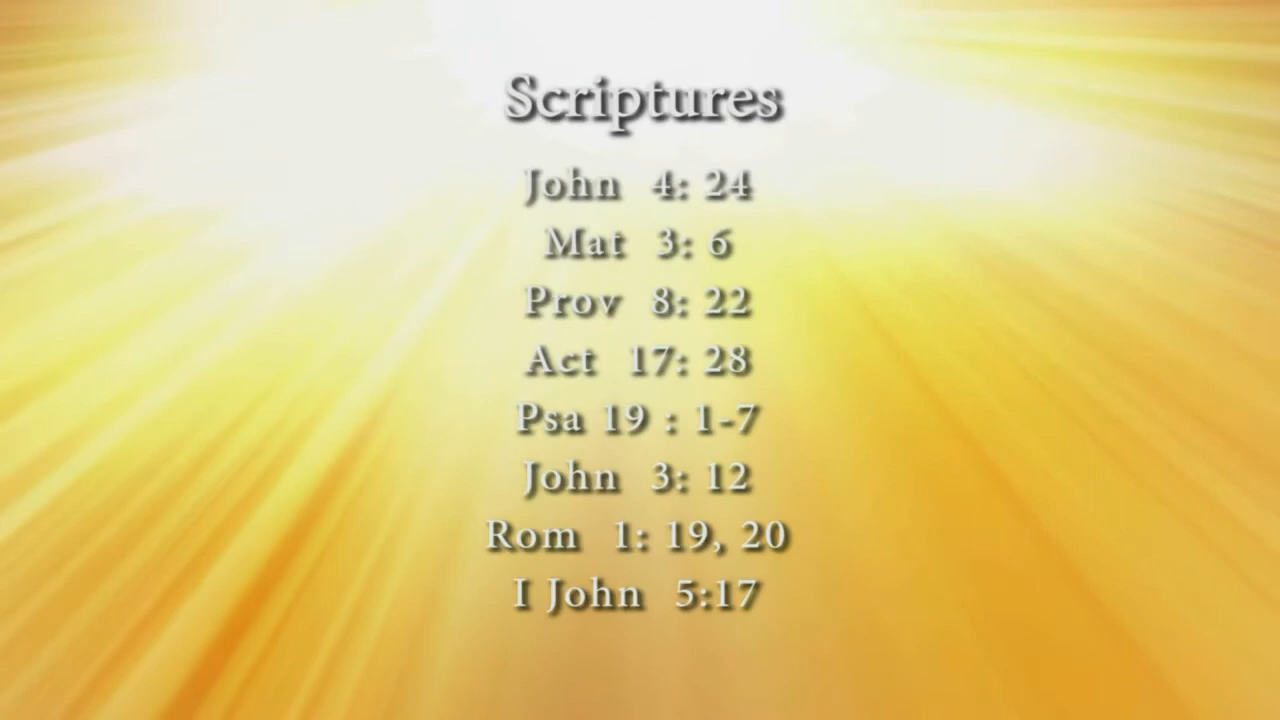 Scriptures
John 4: 24
Mat 3: 6
Prov 8: 22
Act 17: 28
Psa 19 : 1-7
John 3: 12
Rom 1: 19, 20
I John 5:17